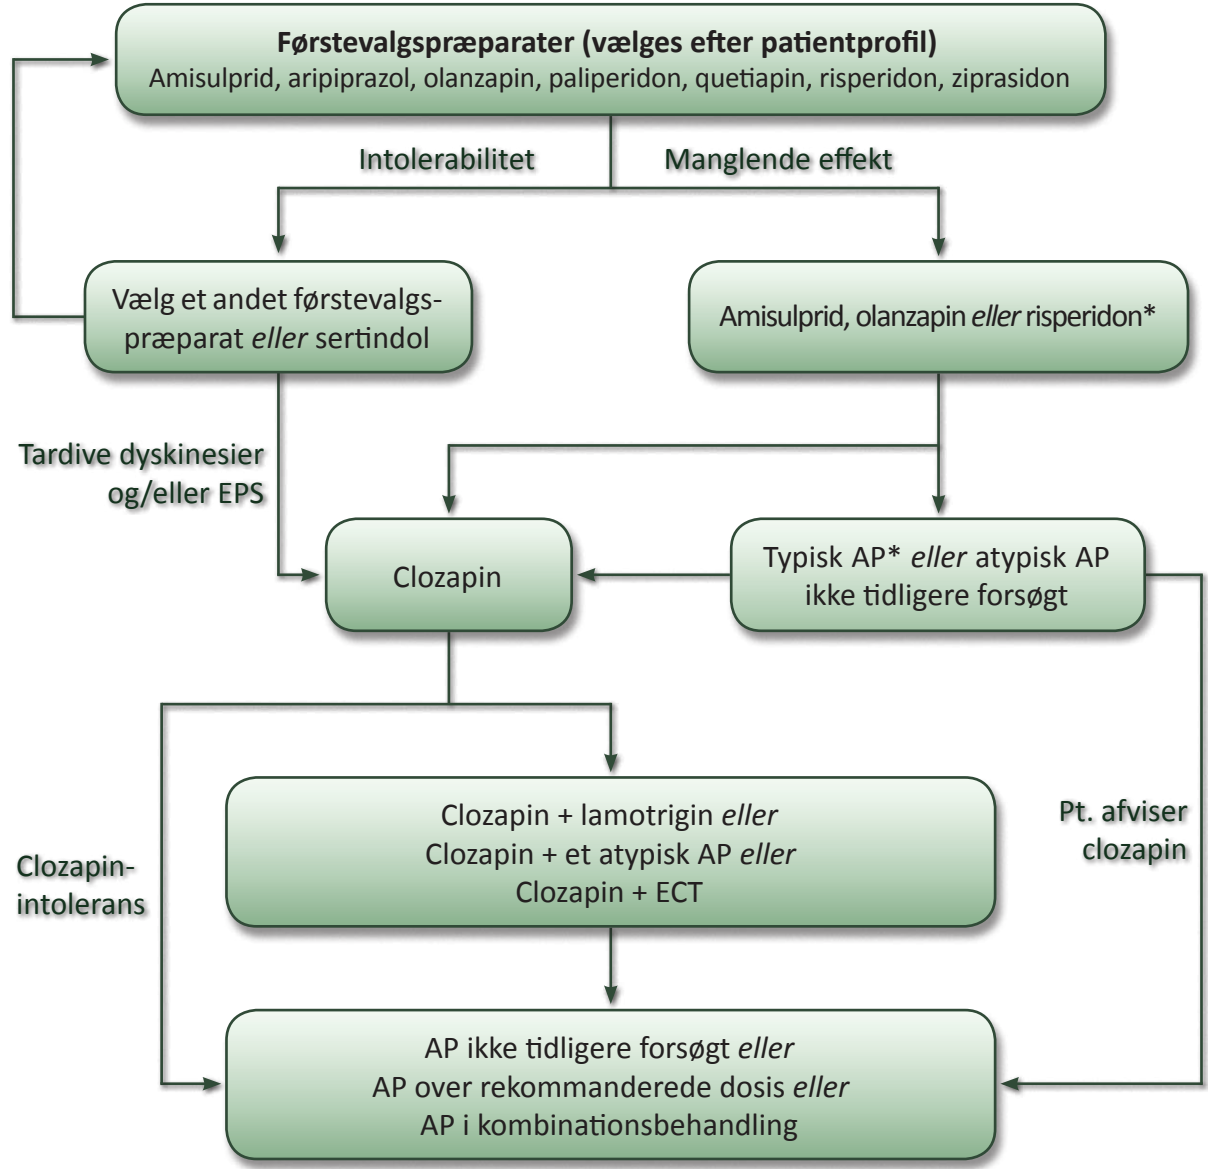 Førstevalgspræparater (vælges efter patientprofil)
Amisulprid, aripiprazol, olanzapin, paliperidon, quetiapin, risperidon, ziprasidon
Intolerabilitet
Manglende effekt
Vælg et andet førstevalgs-
præparat eller sertindol
Amisulprid, olanzapin eller risperidon*
Tardive dyskinesier
og/eller EPS
Clozapin
Typisk AP* eller atypisk AP
ikke tidligere forsøgt
Clozapin-
intolerans
Clozapin + lamotrigin eller
Clozapin + et atypisk AP eller
Clozapin + ECT
Pt. afviser
clozapin
AP ikke tidligere forsøgt eller
AP over rekommanderede dosis eller
AP i kombinationsbehandling